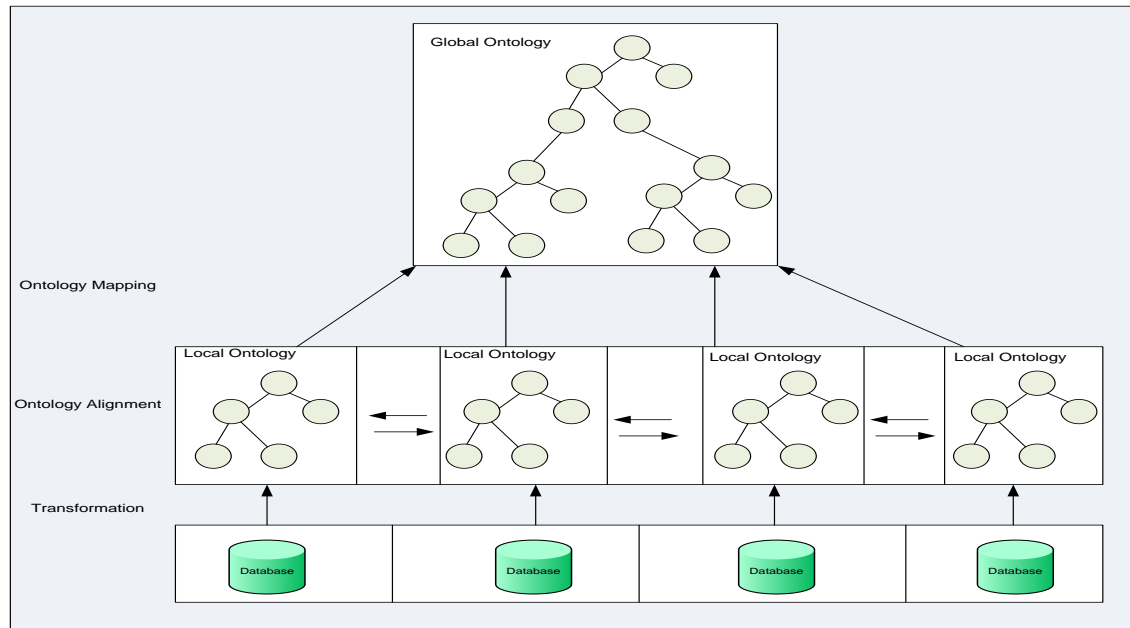 Global Ontology
Ontology Mapping
Local Ontology
Local Ontology
Local Ontology
Local Ontology
Ontology Alignment
Transformation
Database
Database
Database
Database